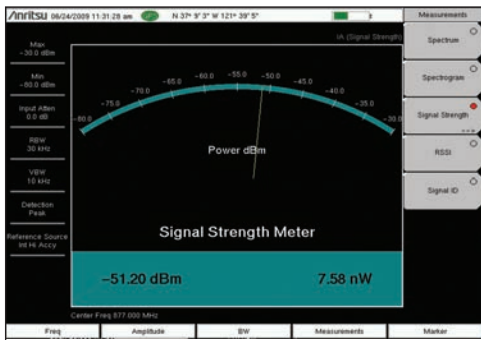 Anritsu 06/24/2009 11:31:28 am N 37° 9' 3" W 121° 39' 5"
Measurements
IA (Signal Strength)
Max
-30.0 dBm
Min
-80.0 dBm
Input Atten
0.0 dB
RBW
30 kHz
VBW
10 kHz
Detection
Peak
Reference Source
Int Hi Accy
-80.0
-75.0
-70.0
-65.0
-60.0
-55.0
-50.0
-45.0
-40.0
-35.0
-30.0
Power dBm
Signal Strength Meter
-51.20 dBm
7.58 nW
Center Freq 877.000 MHz
Spectrum
Spectrogram
Signal Strength
>>>
RSSI
Signal ID
Freq
Amplitude
BW
Measurements
Marker